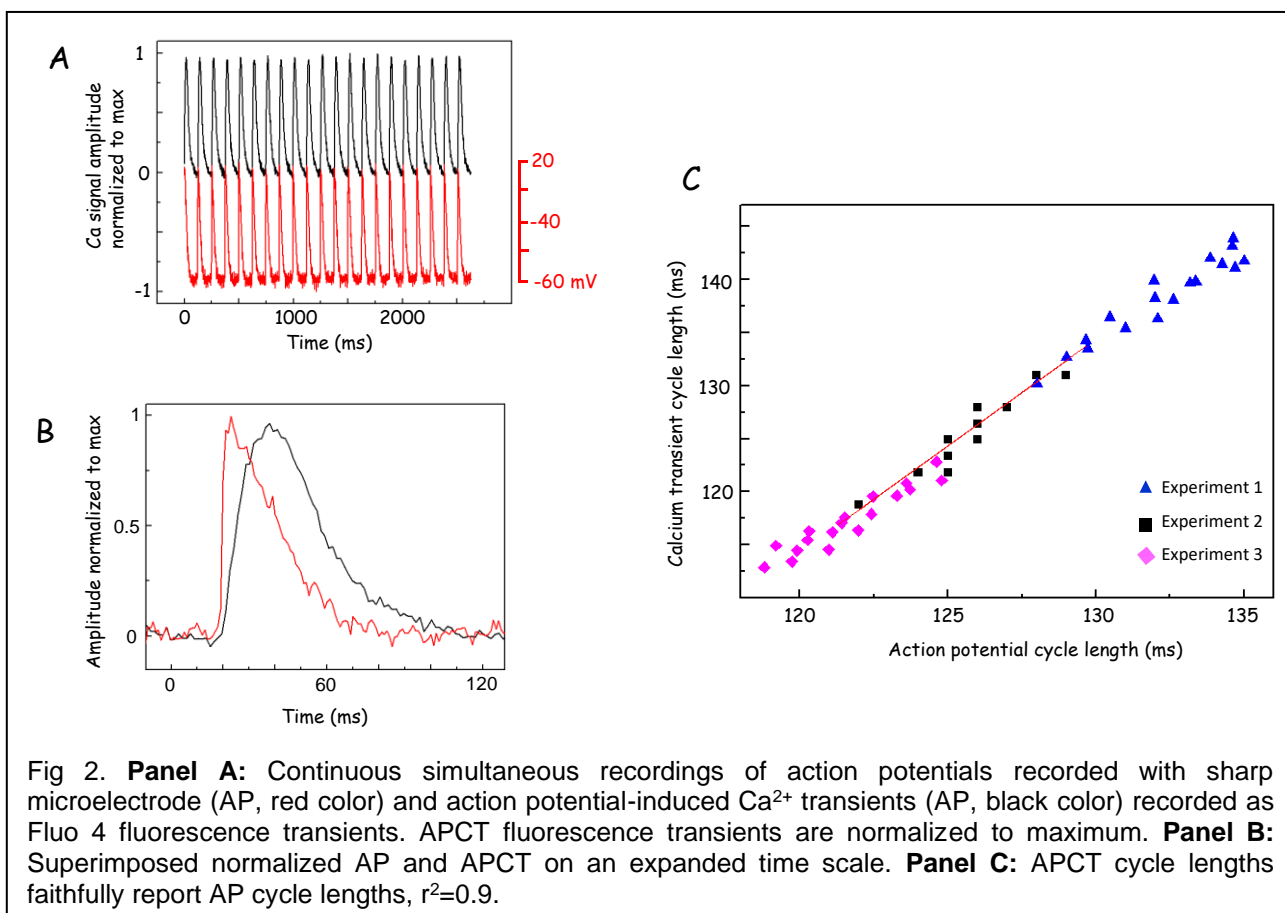 A
Ca signal amplitude
normalized to max
1
0
-1
20
-40
-60 mV
0 1000 2000
Time (ms)
B
Amplitude normalized to max
1
0.5
0
0 60 120
Time (ms)
C
Calcium transient cycle length (ms)
140
130
120
120 125 130 135
Action potential cycle length (ms)
Experiment 1
Experiment 2
Experiment 3
Fig 2. Panel A: Continuous simultaneous recordings of action potentials recorded with sharp
microelectrode (AP, red color) and action potential-induced Ca²⁺ transients (AP, black color) recorded as
Fluo 4 fluorescence transients. APCT fluorescence transients are normalized to maximum. Panel B:
Superimposed normalized AP and APCT on an expanded time scale. Panel C: APCT cycle lengths
faithfully report AP cycle lengths, r²=0.9.